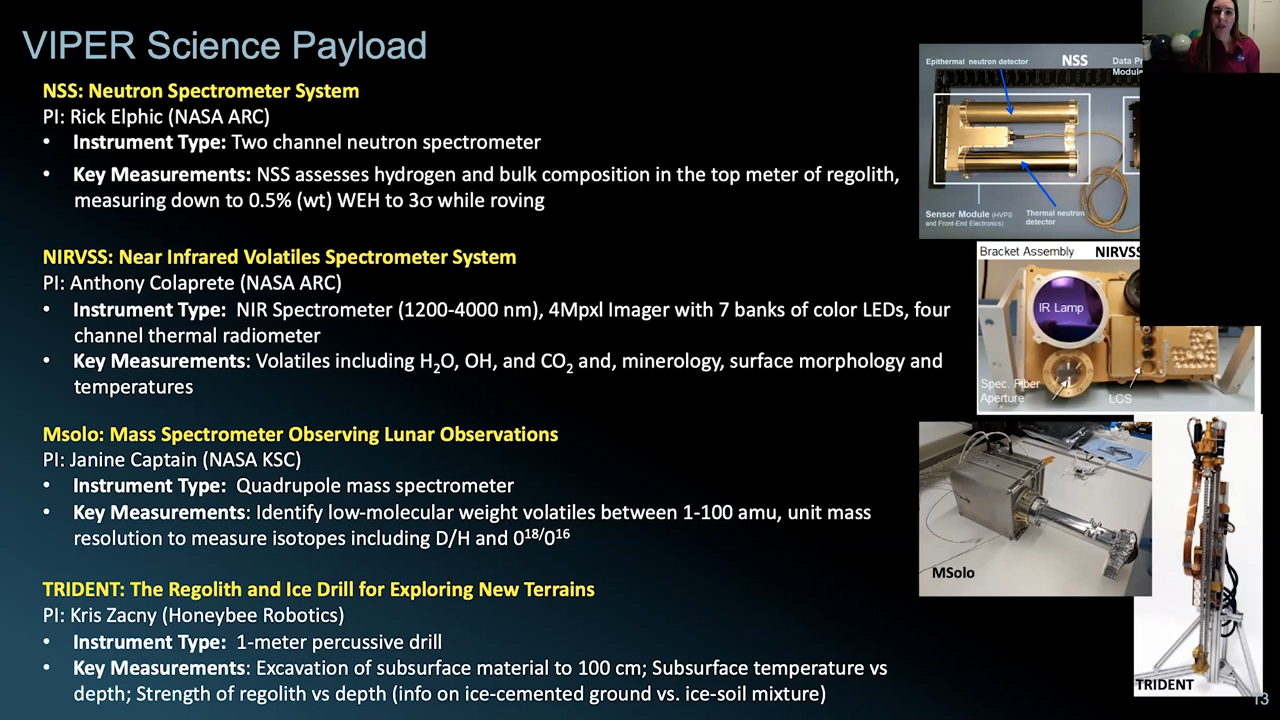 VIPER Science Payload
NSS: Neutron Spectrometer System
PI: Rick Elphic (NASA ARC)
• Instrument Type: Two channel neutron spectrometer
• Key Measurements: NSS assesses hydrogen and bulk composition in the top meter of regolith,
measuring down to 0.5% (wt) WEH to 3σ while roving
NIRVSS: Near Infrared Volatiles Spectrometer System
PI: Anthony Colaprete (NASA ARC)
• Instrument Type: NIR Spectrometer (1200-4000 nm), 4Mpxl Imager with 7 banks of color LEDs, four
channel thermal radiometer
• Key Measurements: Volatiles including H₂O, OH, and CO₂ and, minerology, surface morphology and
temperatures
Msolo: Mass Spectrometer Observing Lunar Observations
PI: Janine Captain (NASA KSC)
• Instrument Type: Quadrupole mass spectrometer
• Key Measurements: Identify low-molecular weight volatiles between 1-100 amu, unit mass
resolution to measure isotopes including D/H and 0¹⁸/0¹⁶
TRIDENT: The Regolith and Ice Drill for Exploring New Terrains
PI: Kris Zacny (Honeybee Robotics)
• Instrument Type: 1-meter percussive drill
• Key Measurements: Excavation of subsurface material to 100 cm; Subsurface temperature vs
depth; Strength of regolith vs depth (info on ice-cemented ground vs. ice-soil mixture)
Epithermal neutron detector
NSS
Data
Module
Sensor Module (HVPS
and Front-End Electronics)
Thermal neutron
detector
Bracket Assembly
NIRVSS
IR Lamp
Spec. Fiber
Aperture
LCS
MSolo
TRIDENT
13